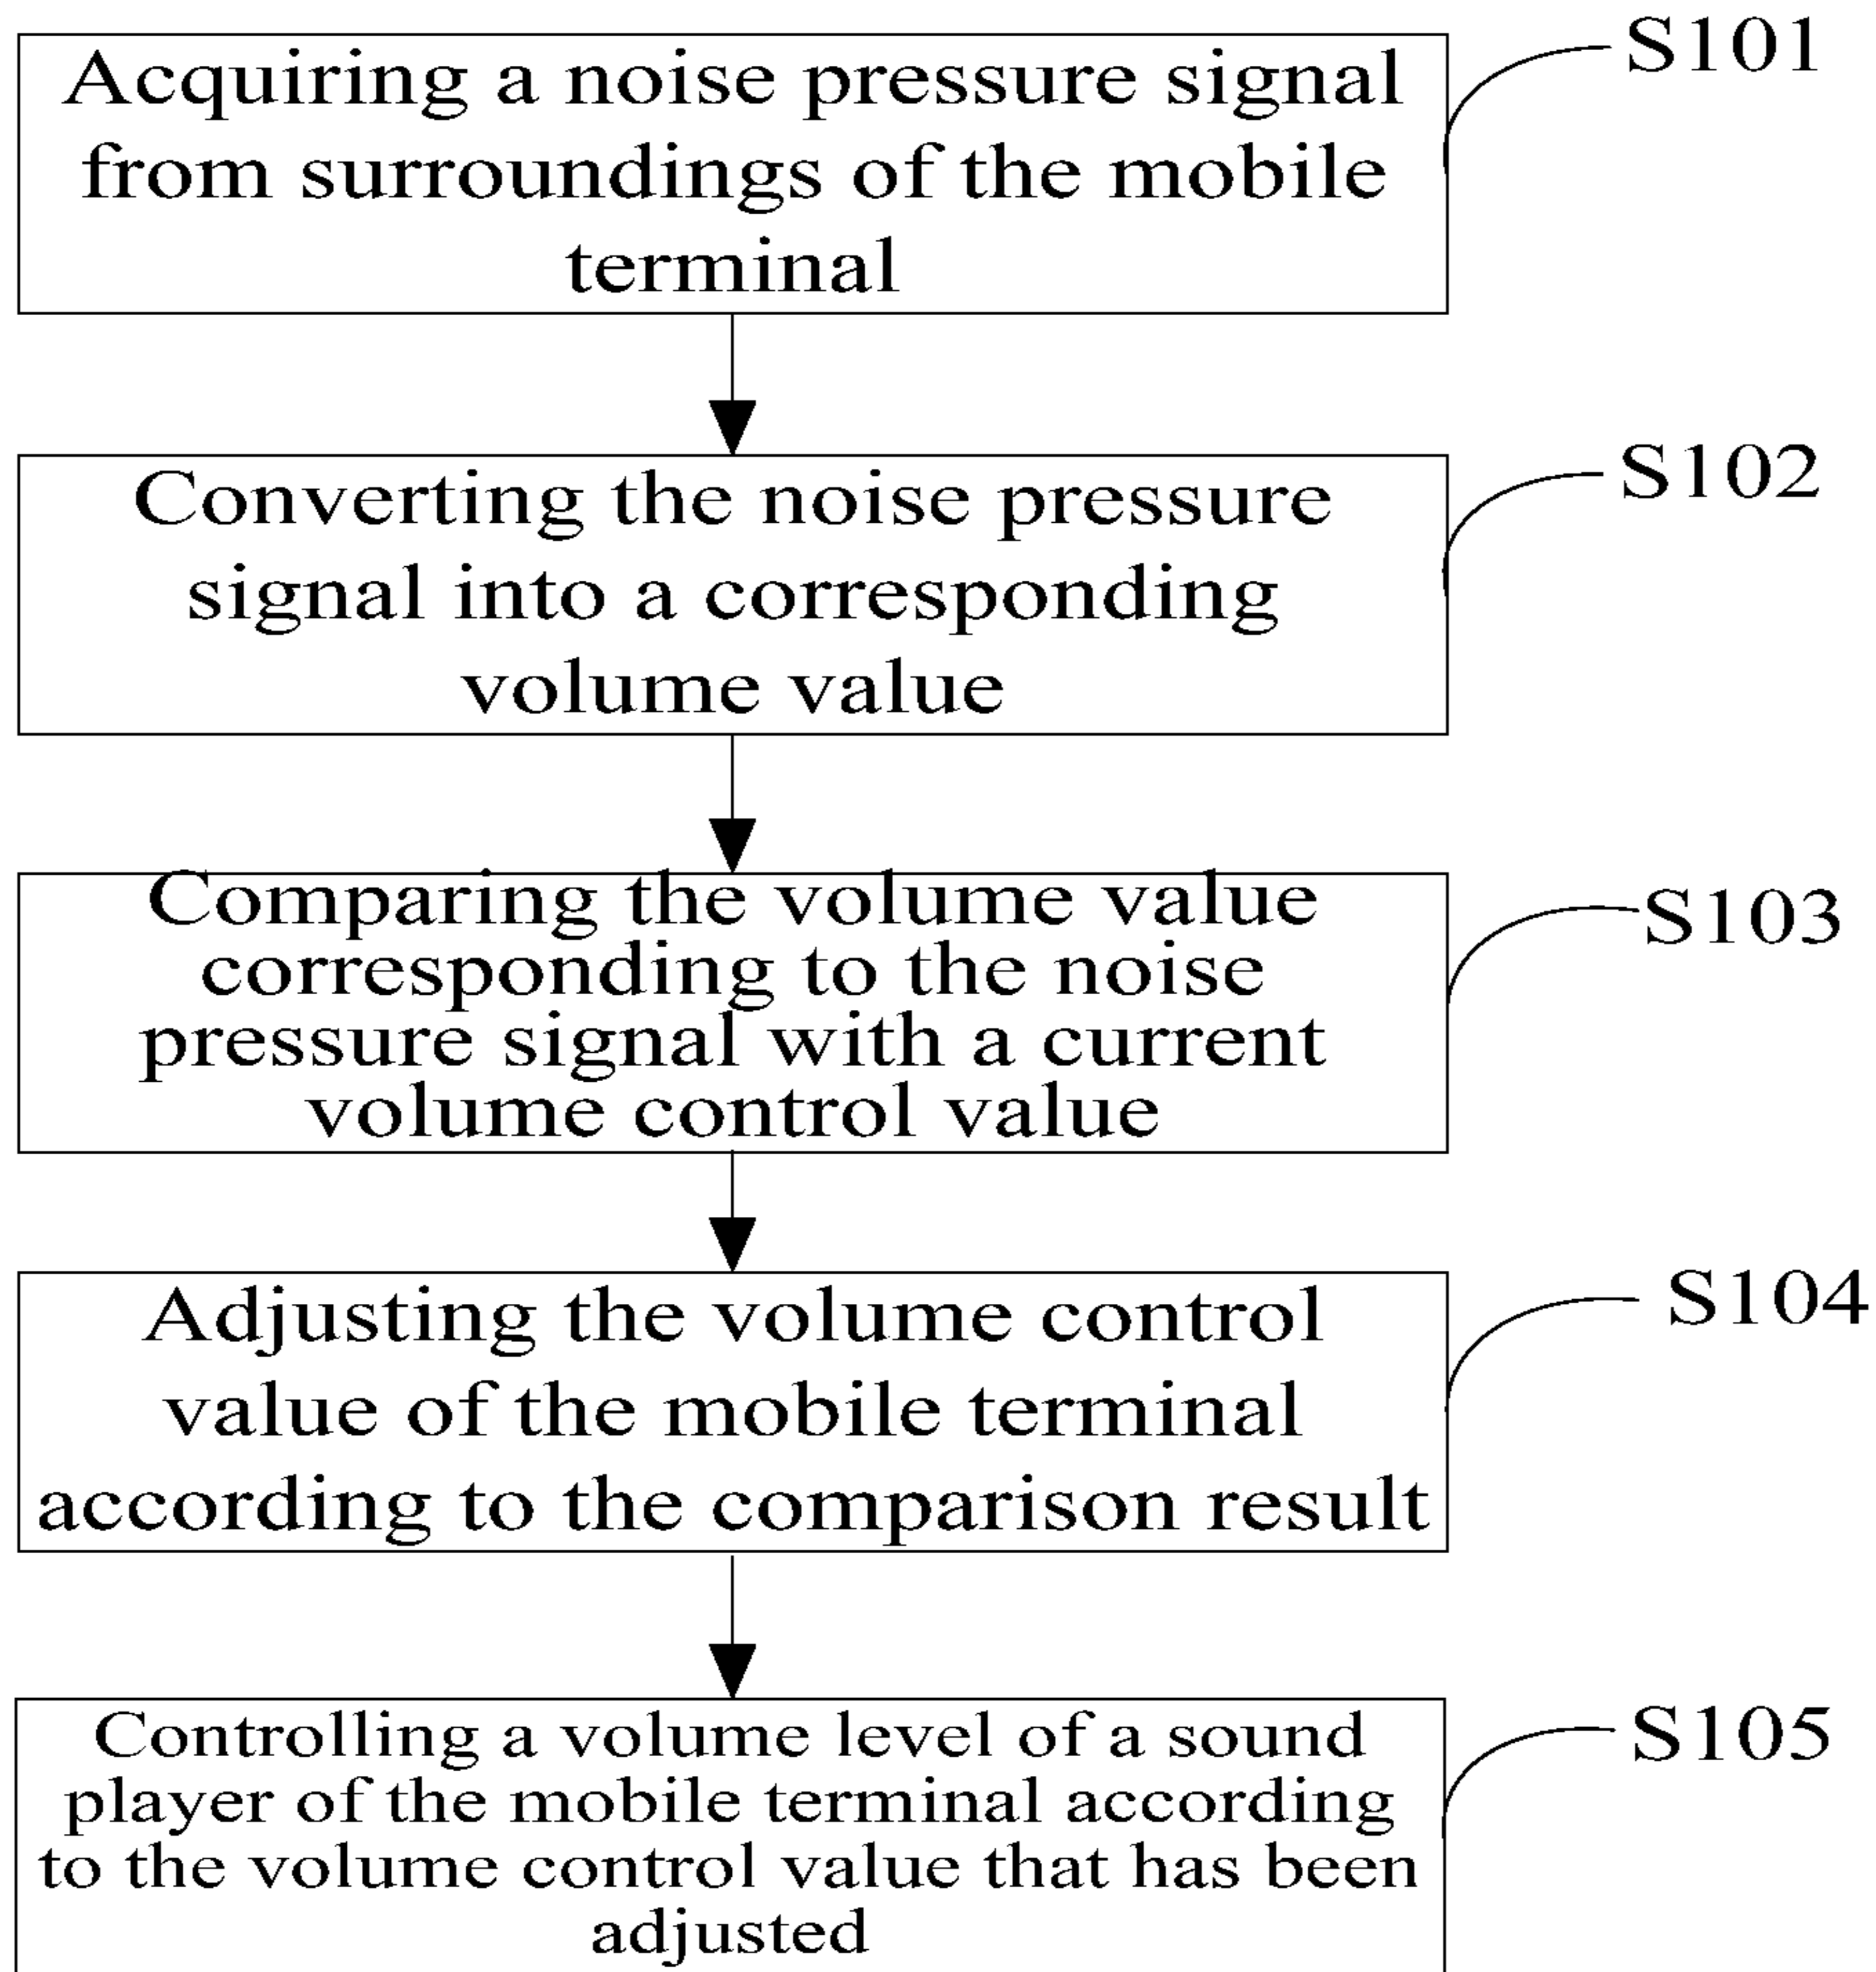 S101
Acquiring a noise pressure signal
from surroundings of the mobile
terminal
S102
Converting the noise pressure
signal into a corresponding
volume value
S103
Comparing the volume value
corresponding to the noise
pressure signal with a current
volume control value
S104
Adjusting the volume control
value of the mobile terminal
according to the comparison result
S105
Controlling a volume level of a sound
player of the mobile terminal according
to the volume control value that has been
adjusted